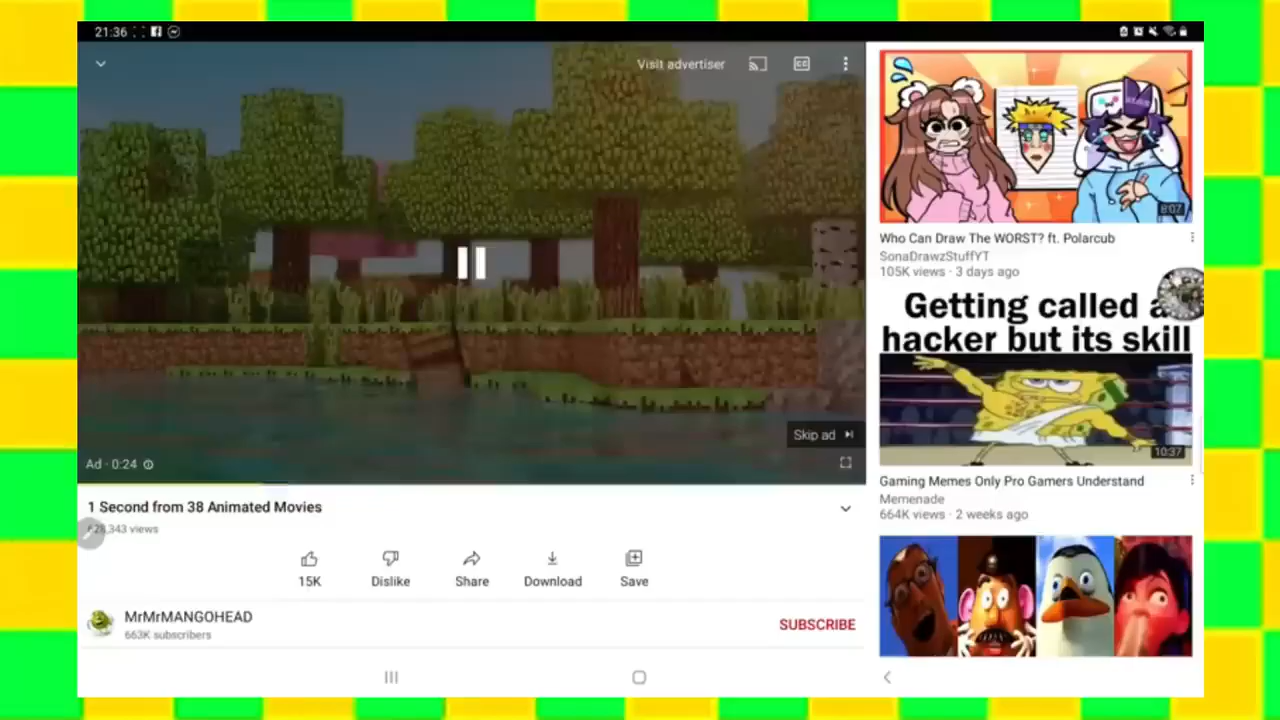 21:36
Visit advertiser
CC
Skip ad
Ad · 0:24
1 Second from 38 Animated Movies
628,343 views
15K
Dislike
Share
Download
Save
MrMrMANGOHEAD
663K subscribers
SUBSCRIBE
8:07
Who Can Draw The WORST? ft. Polarcub
SonaDrawzStuffYT
105K views · 3 days ago
Getting called a
hacker but its skill
10:37
Gaming Memes Only Pro Gamers Understand
Memenade
664K views · 2 weeks ago